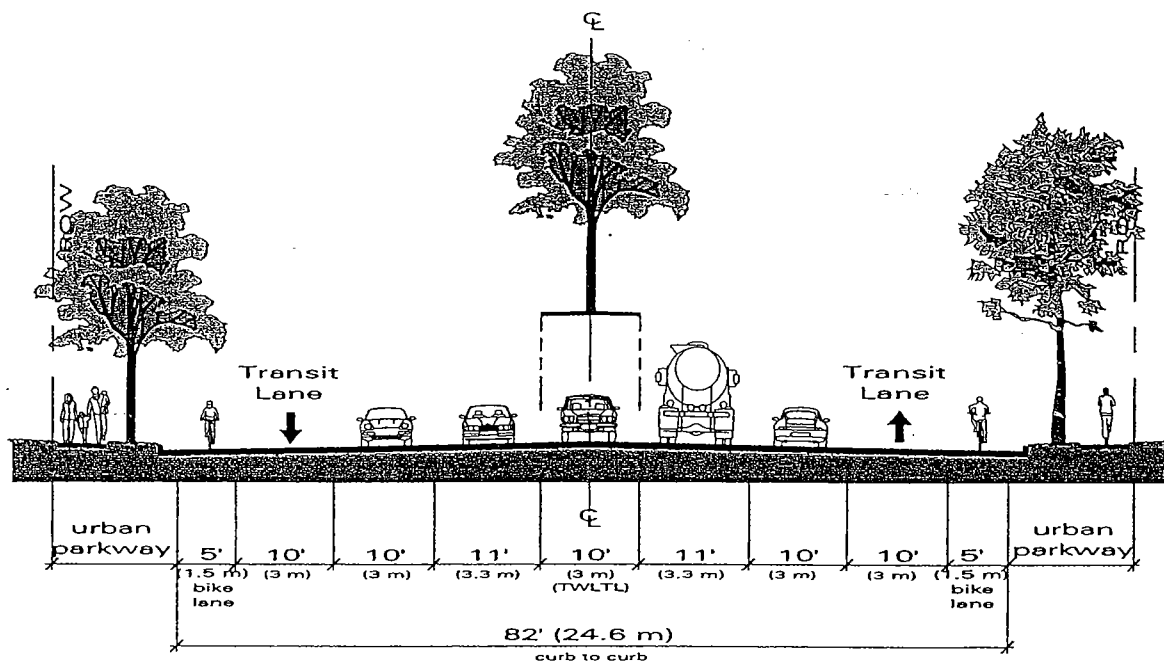 ℄
ROW
Transit
Lane
Transit
Lane
℄
urban
parkway
5'
(1.5 m)
bike
lane
10'
(3 m)
10'
(3 m)
11'
(3.3 m)
10'
(3 m)
(TWLTL)
11'
(3.3 m)
10'
(3 m)
10'
(3 m)
5'
(1.5 m)
bike
lane
urban
parkway
82' (24.6 m)
curb to curb